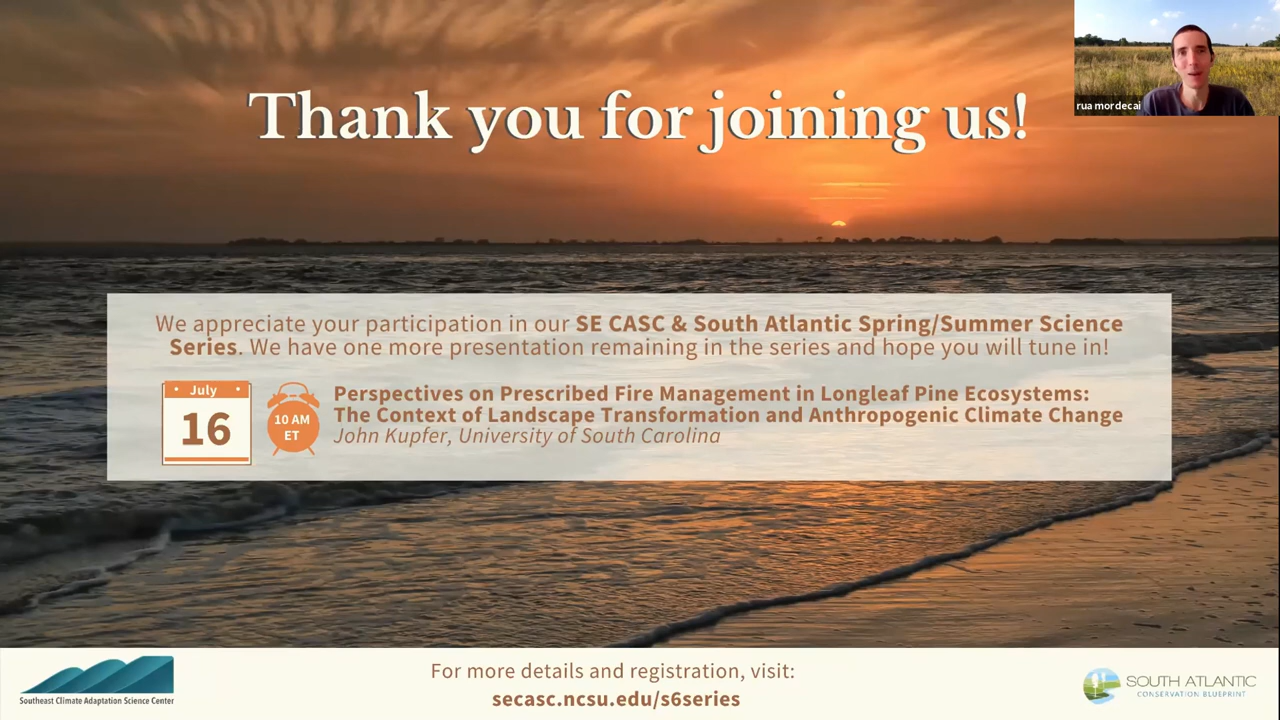 Thank you for joining us!
rua mordecai
We appreciate your participation in our SE CASC & South Atlantic Spring/Summer Science
Series. We have one more presentation remaining in the series and hope you will tune in!
July
16
10 AM
ET
Perspectives on Prescribed Fire Management in Longleaf Pine Ecosystems:
The Context of Landscape Transformation and Anthropogenic Climate Change
John Kupfer, University of South Carolina
For more details and registration, visit:
secasc.ncsu.edu/s6series
Southeast Climate Adaptation Science Center
SOUTH ATLANTIC
CONSERVATION BLUEPRINT